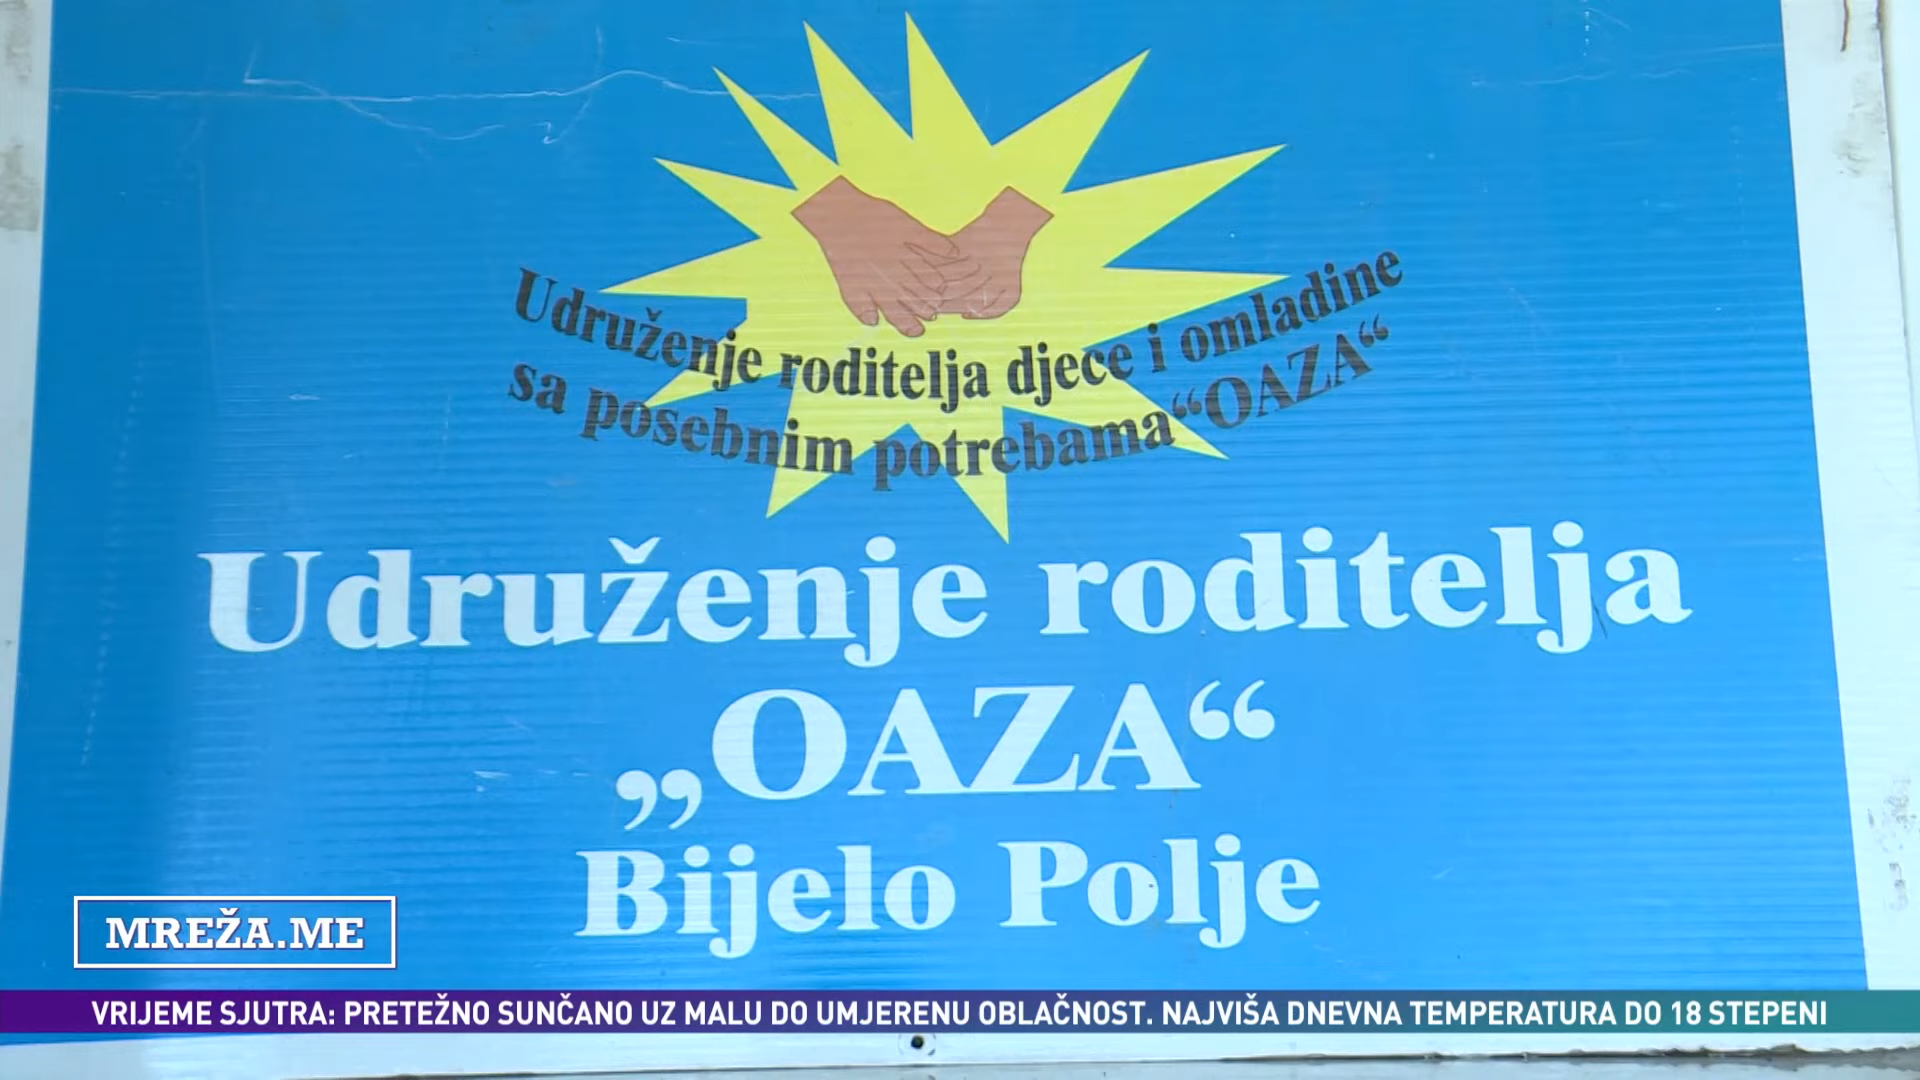 Udruženje roditelja djece i omladine
sa posebnim potrebama“OAZA“
Udruženje roditelja
„OAZA“
Bijelo Polje
MREŽA.ME
VRIJEME SJUTRA: PRETEŽNO SUNČANO UZ MALU DO UMJERENU OBLAČNOST. NAJVIŠA DNEVNA TEMPERATURA DO 18 STEPENI